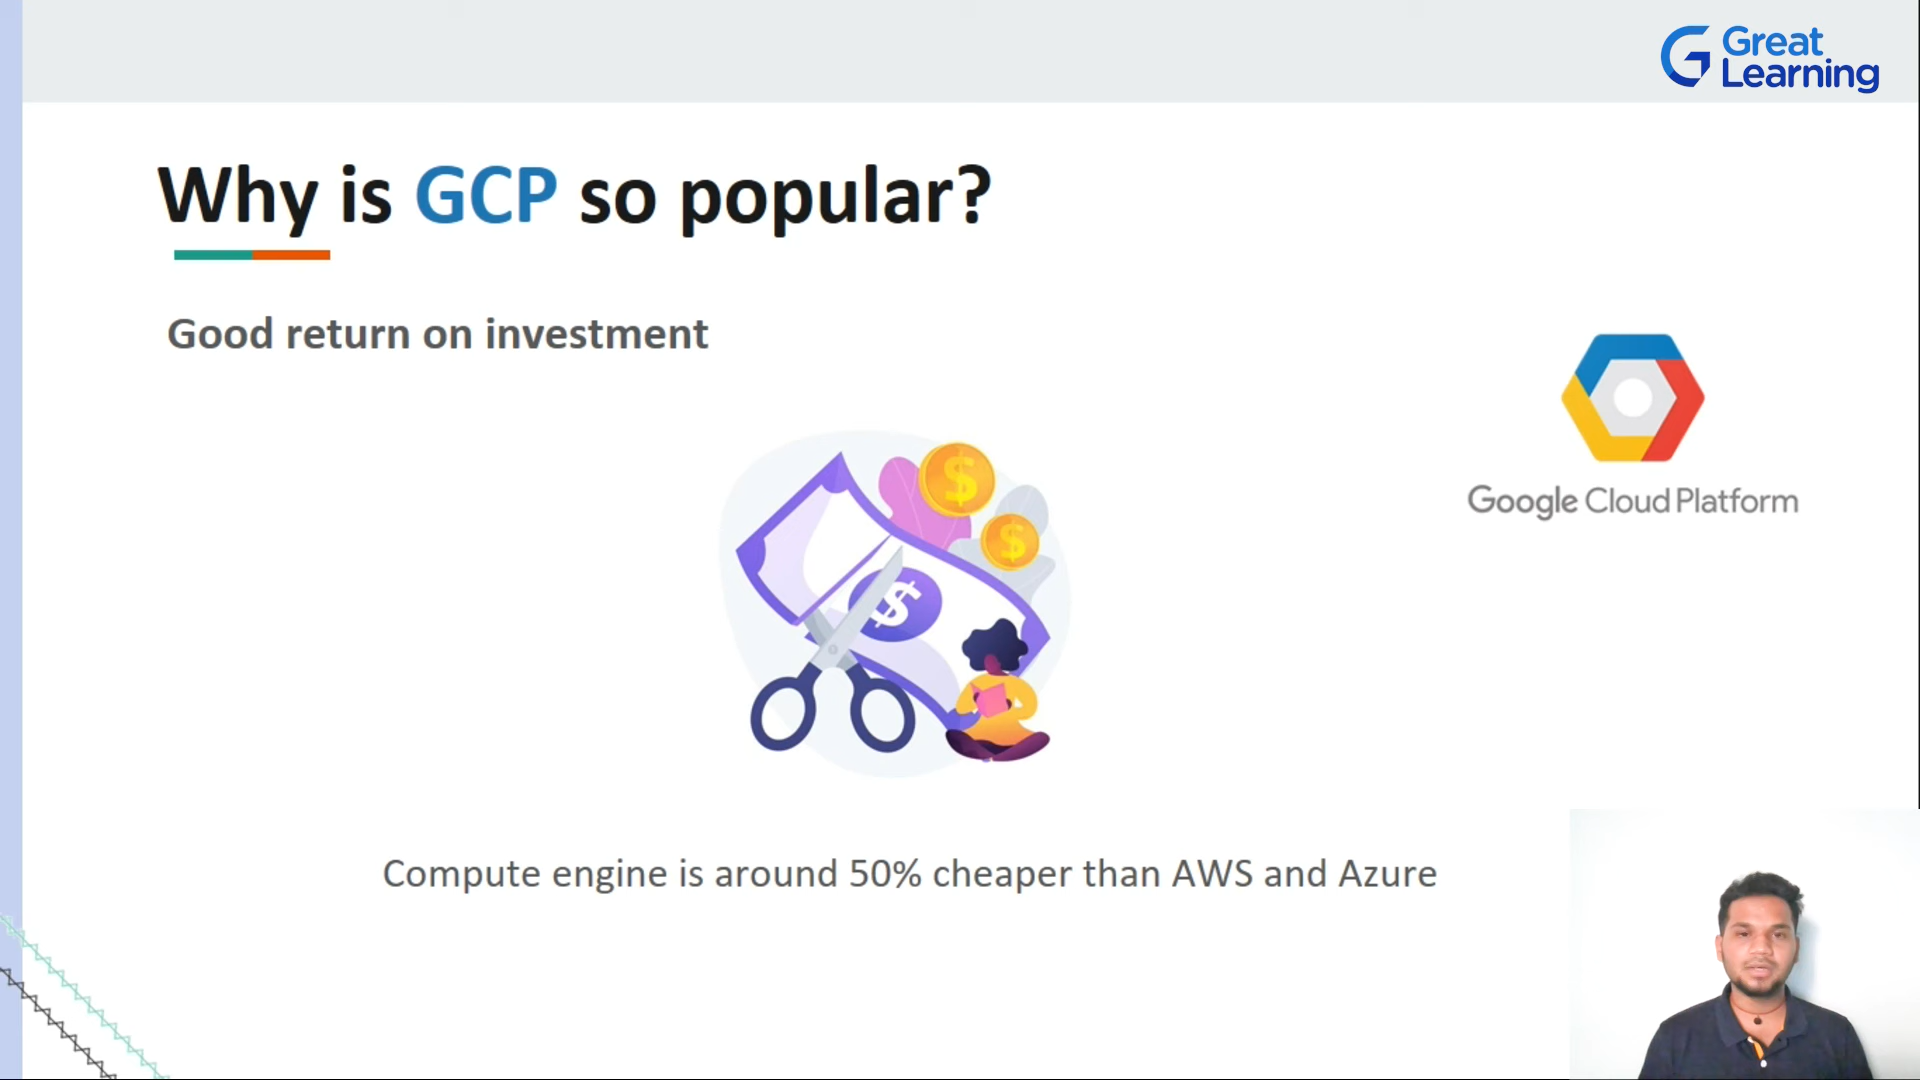 Great
Learning
Why is GCP so popular?
Good return on investment
$
$
$
Google Cloud Platform
Compute engine is around 50% cheaper than AWS and Azure